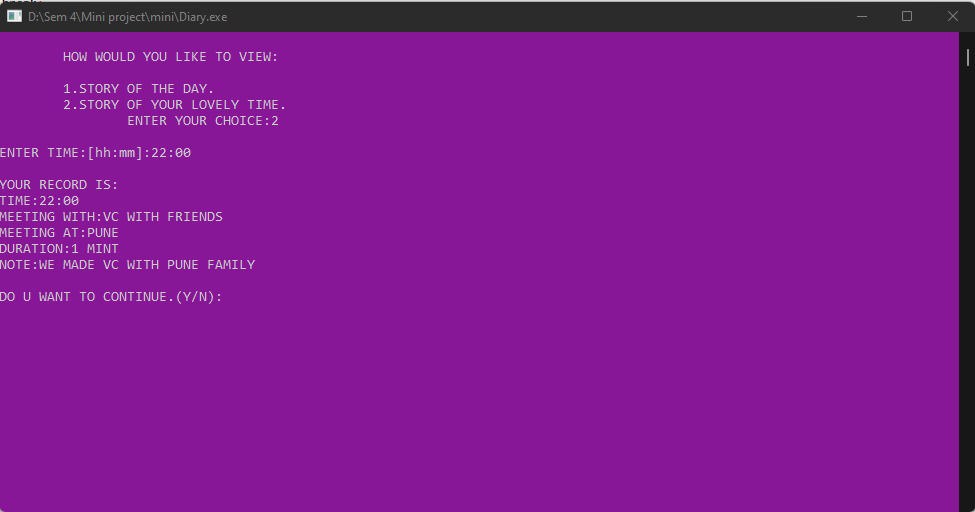 D:\Sem 4\Mini project\mini\Diary.exe
HOW WOULD YOU LIKE TO VIEW:
1.STORY OF THE DAY.
2.STORY OF YOUR LOVELY TIME.
ENTER YOUR CHOICE:2
ENTER TIME:[hh:mm]:22:00
YOUR RECORD IS:
TIME:22:00
MEETING WITH:VC WITH FRIENDS
MEETING AT:PUNE
DURATION:1 MINT
NOTE:WE MADE VC WITH PUNE FAMILY
DO U WANT TO CONTINUE.(Y/N):